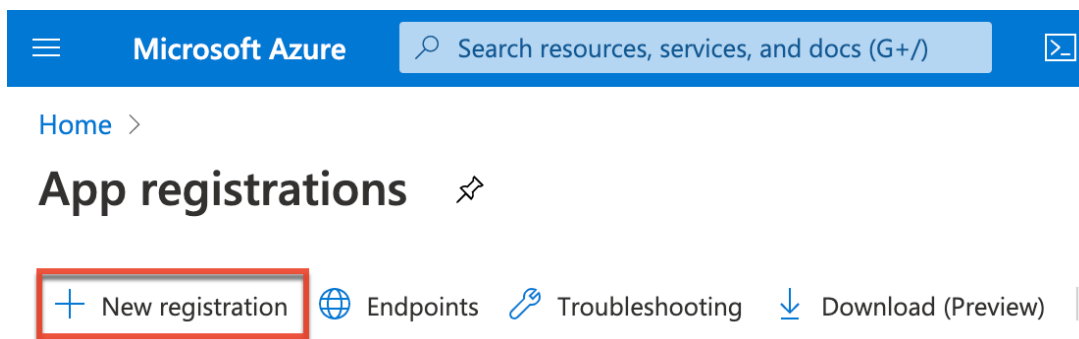 Microsoft Azure Search resources, services, and docs (G+/)
Home >
App registrations
+ New registration Endpoints Troubleshooting Download (Preview)